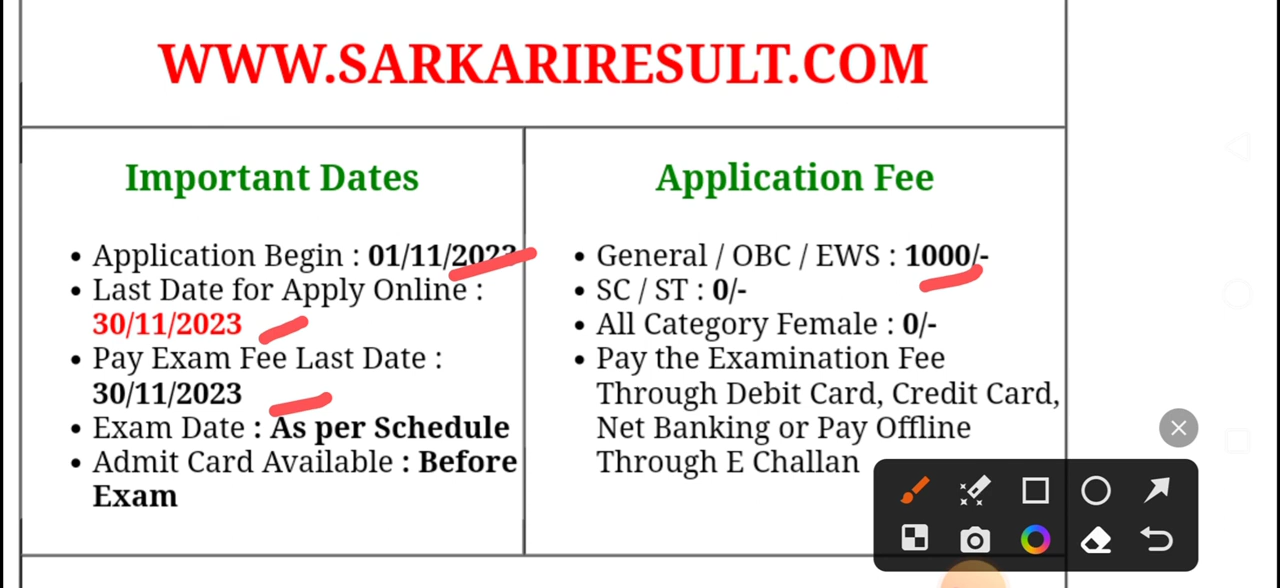 WWW.SARKARIRESULT.COM
Important Dates
• Application Begin : 01/11/2023
• Last Date for Apply Online :
30/11/2023
• Pay Exam Fee Last Date :
30/11/2023
• Exam Date : As per Schedule
• Admit Card Available : Before
Exam
Application Fee
• General / OBC / EWS : 1000/-
• SC / ST : 0/-
• All Category Female : 0/-
• Pay the Examination Fee
Through Debit Card, Credit Card,
Net Banking or Pay Offline
Through E Challan